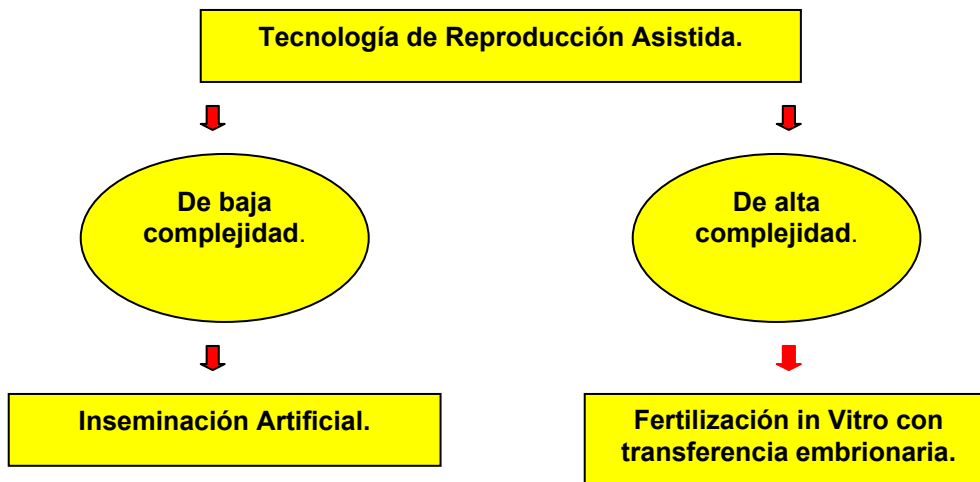 Tecnología de Reproducción Asistida.
De baja
complejidad.
De alta
complejidad.
Inseminación Artificial.
Fertilización in Vitro con
transferencia embrionaria.